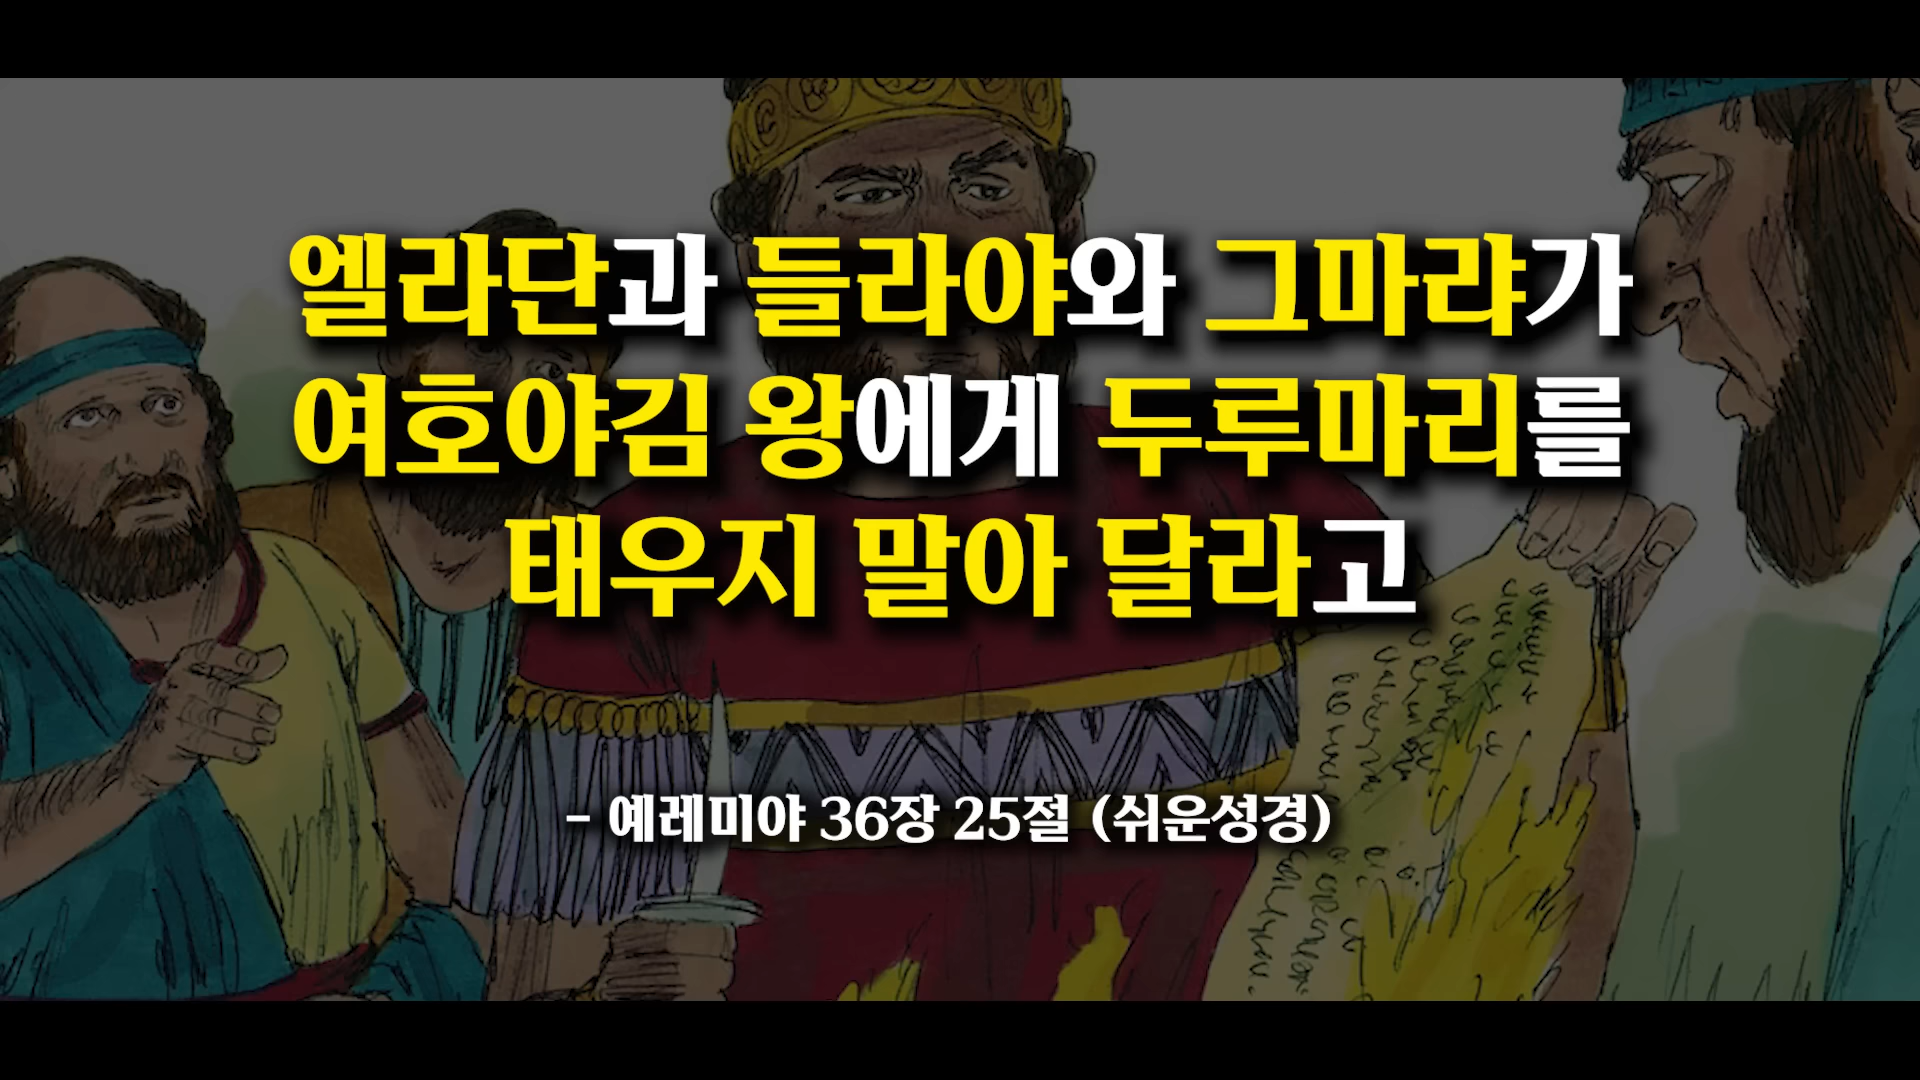 엘라단과 들라야와 그마랴가
여호야김 왕에게 두루마리를
태우지 말아 달라고
- 예레미야 36장 25절 (쉬운성경)